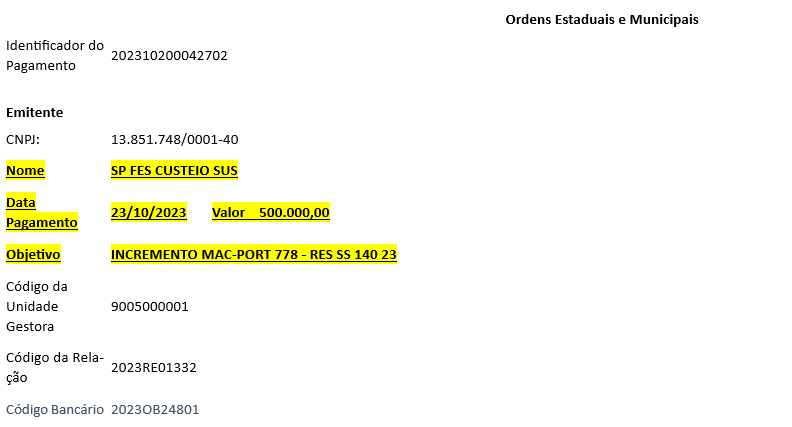 Ordens Estaduais e Municipais
Identificador do
Pagamento 202310200042702
Emitente
CNPJ: 13.851.748/0001-40
Nome SP FES CUSTEIO SUS
Data
Pagamento 23/10/2023 Valor 500.000,00
Objetivo INCREMENTO MAC-PORT 778 - RES SS 140 23
Código da
Unidade 9005000001
Gestora
Código da Rela-
ção 2023RE01332
Código Bancário 2023OB24801